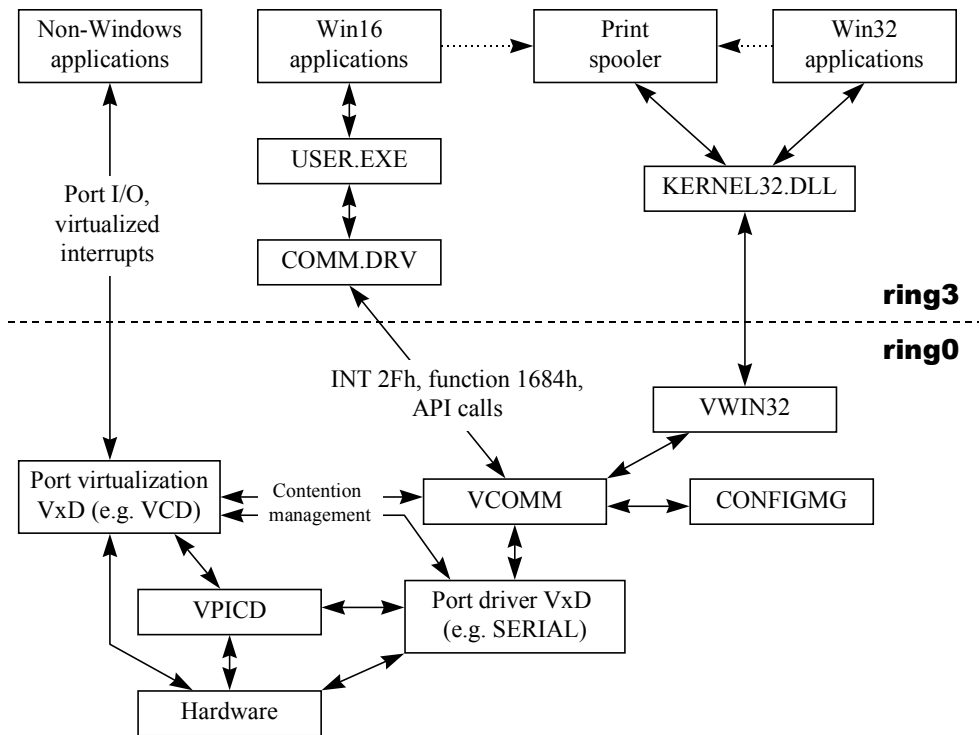 Non-Windows
applications
Win16
applications
Print
spooler
Win32
applications
USER.EXE
KERNEL32.DLL
Port I/O,
virtualized
interrupts
COMM.DRV
ring3
ring0
INT 2Fh, function 1684h,
API calls
VWIN32
Port virtualization
VxD (e.g. VCD)
Contention
management
VCOMM
CONFIGMG
VPICD
Port driver VxD
(e.g. SERIAL)
Hardware